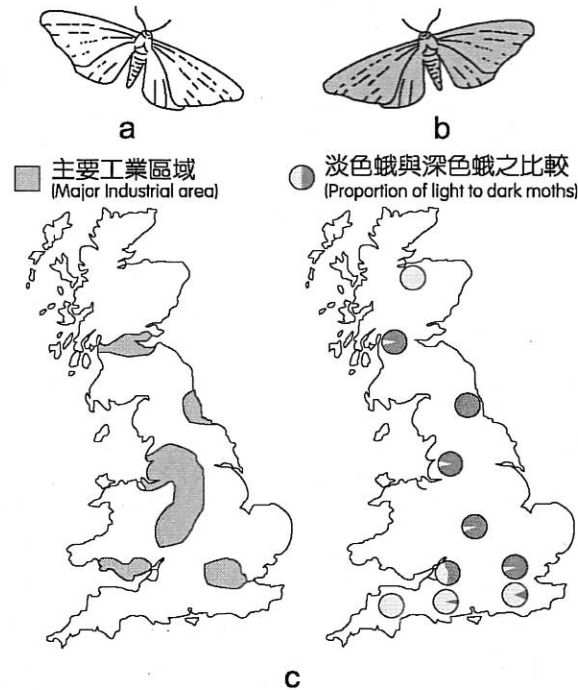 a
b
主要工業區域
(Major Industrial area)
淡色蛾與深色蛾之比較
(Proportion of light to dark moths)
c